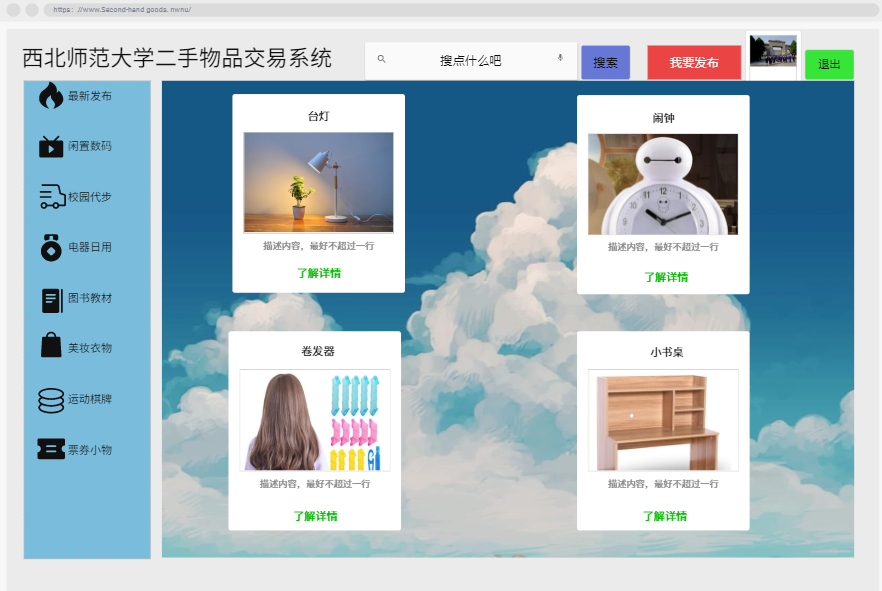 https: //www.Second-hand goods. nwnu/
西北师范大学二手物品交易系统
搜点什么吧
搜索
我要发布
退出
最新发布
闲置数码
校园代步
电器日用
图书教材
美妆衣物
运动棋牌
票券小物
台灯
描述内容，最好不超过一行
了解详情
闹钟
描述内容，最好不超过一行
了解详情
卷发器
描述内容，最好不超过一行
了解详情
小书桌
描述内容，最好不超过一行
了解详情